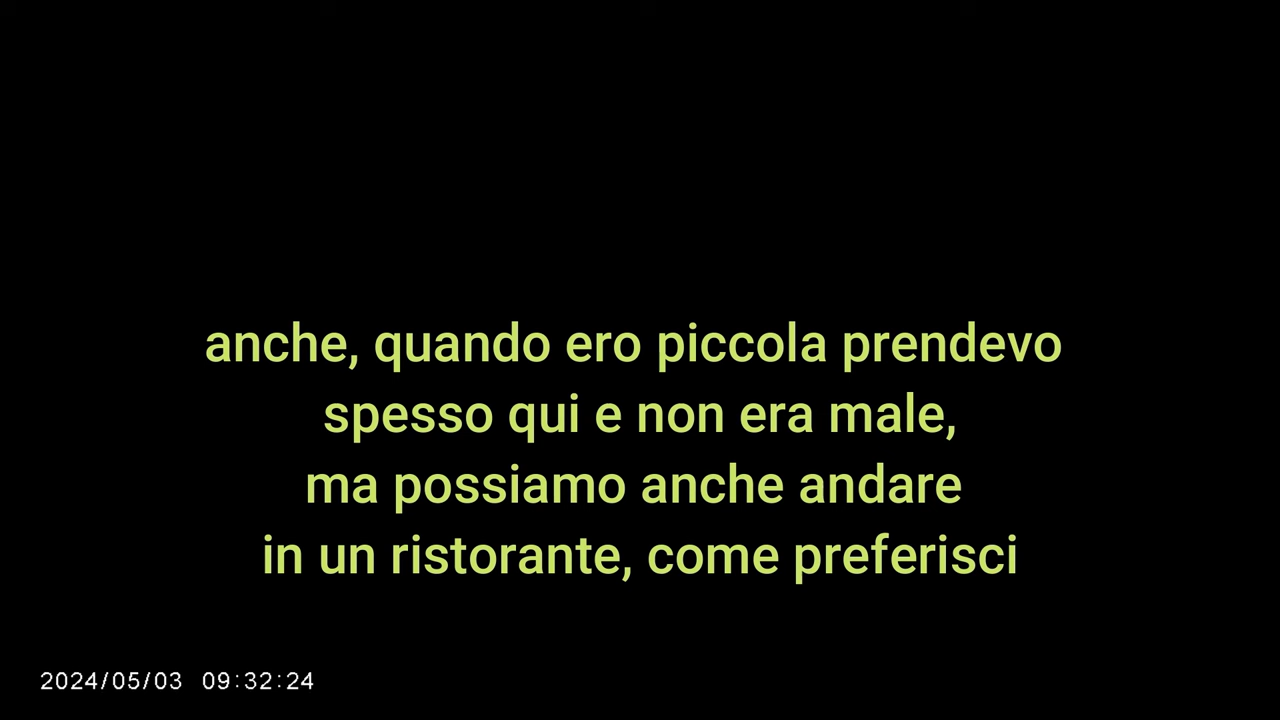 anche, quando ero piccola prendevo
spesso qui e non era male,
ma possiamo anche andare
in un ristorante, come preferisci
2024/05/03 09:32:24